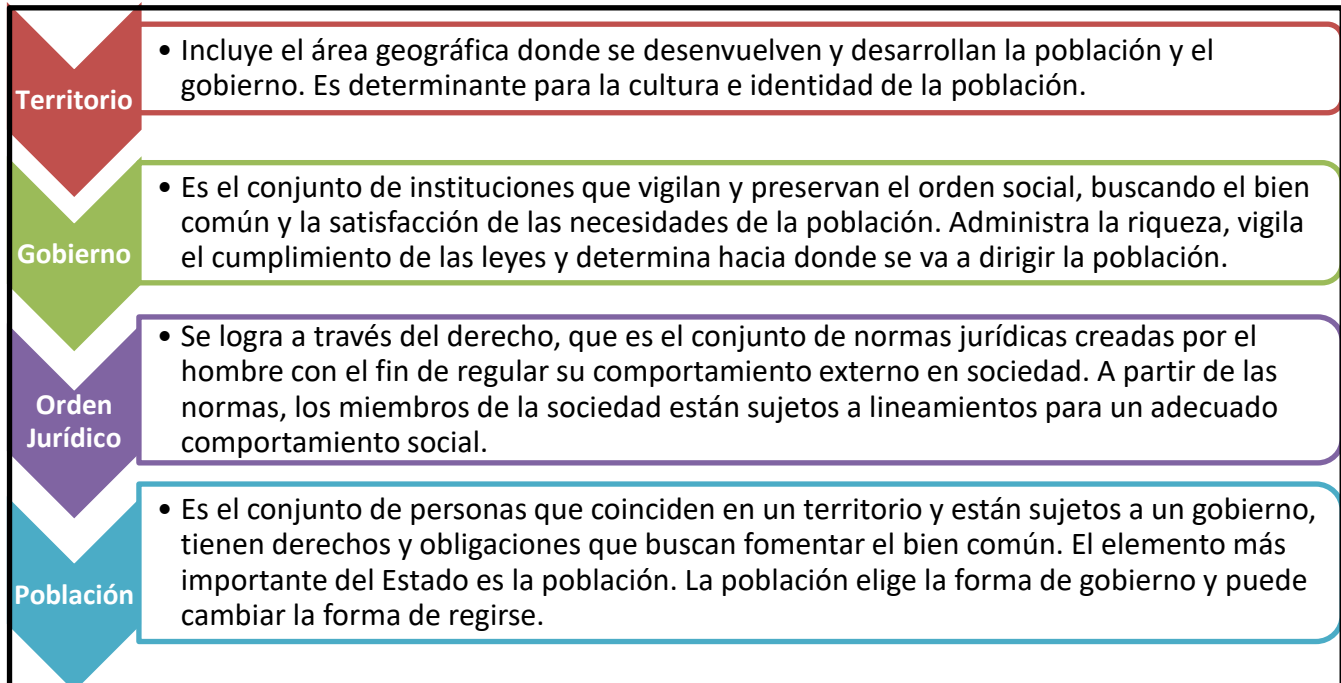 Territorio
• Incluye el área geográfica donde se desenvuelven y desarrollan la población y el
gobierno. Es determinante para la cultura e identidad de la población.
Gobierno
• Es el conjunto de instituciones que vigilan y preservan el orden social, buscando el bien
común y la satisfacción de las necesidades de la población. Administra la riqueza, vigila
el cumplimiento de las leyes y determina hacia donde se va a dirigir la población.
Orden
Jurídico
• Se logra a través del derecho, que es el conjunto de normas jurídicas creadas por el
hombre con el fin de regular su comportamiento externo en sociedad. A partir de las
normas, los miembros de la sociedad están sujetos a lineamientos para un adecuado
comportamiento social.
Población
• Es el conjunto de personas que coinciden en un territorio y están sujetos a un gobierno,
tienen derechos y obligaciones que buscan fomentar el bien común. El elemento más
importante del Estado es la población. La población elige la forma de gobierno y puede
cambiar la forma de regirse.